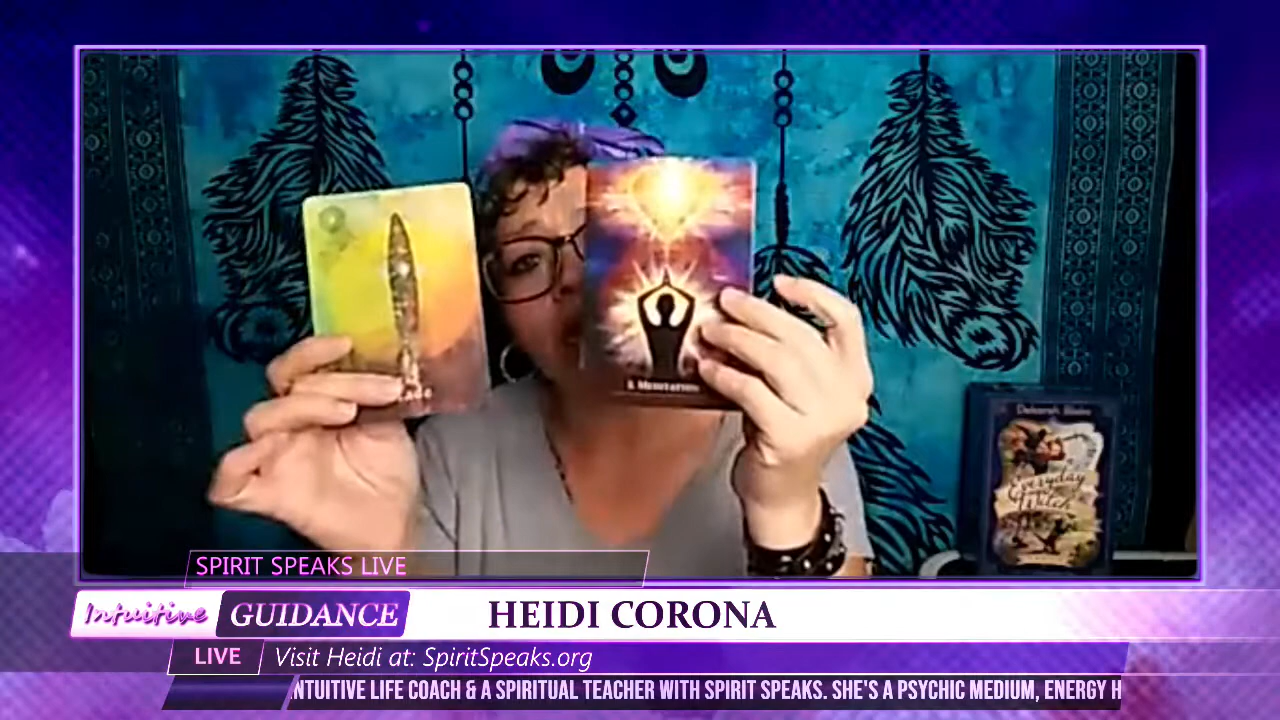 & MEDITATION
Deborah Blake
Everyday
Witch
SPIRIT SPEAKS LIVE
Intuitive GUIDANCE
HEIDI CORONA
LIVE
Visit Heidi at: SpiritSpeaks.org
NTUITIVE LIFE COACH & A SPIRITUAL TEACHER WITH SPIRIT SPEAKS. SHE'S A PSYCHIC MEDIUM, ENERGY H